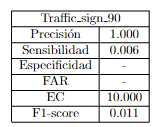 Traffic_sign_90
Precisión 1.000
Sensibilidad 0.006
Especificidad -
FAR -
EC 10.000
F1-score 0.011